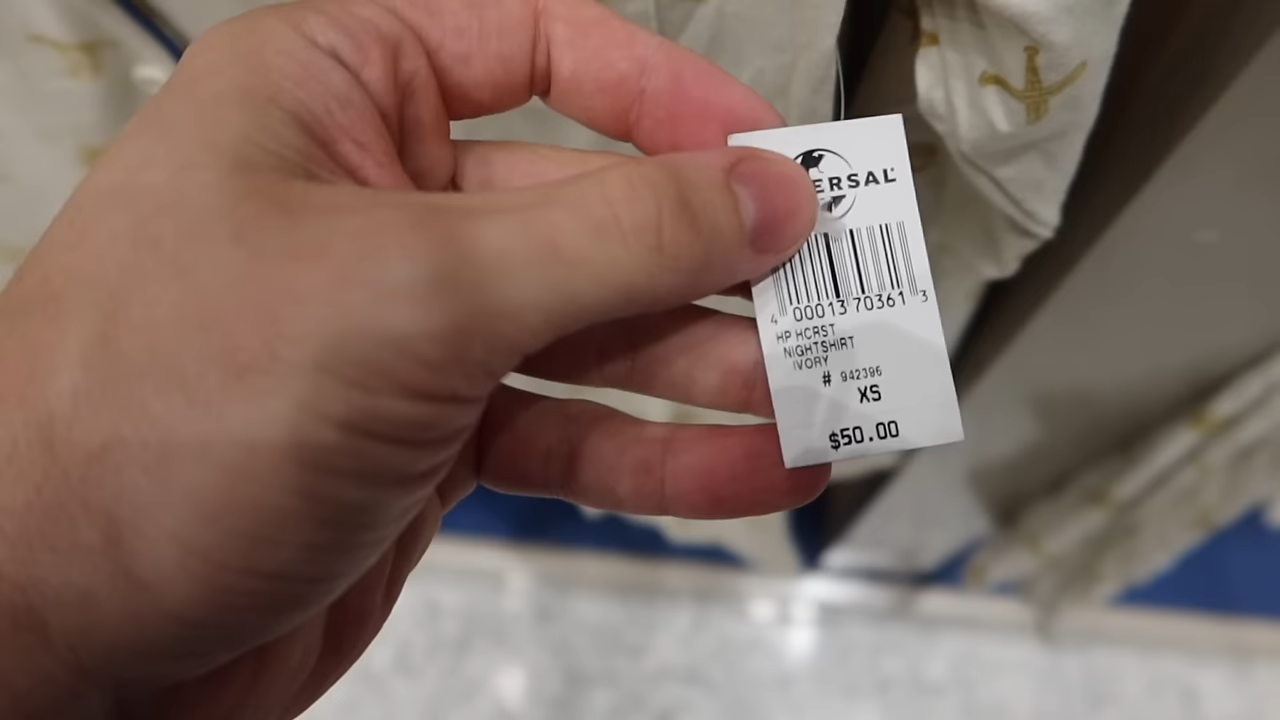 ERSAL
4 00013 70361 3
HP HCRST
NIGHTSHIRT
IVORY
# 942396
XS
$50.00